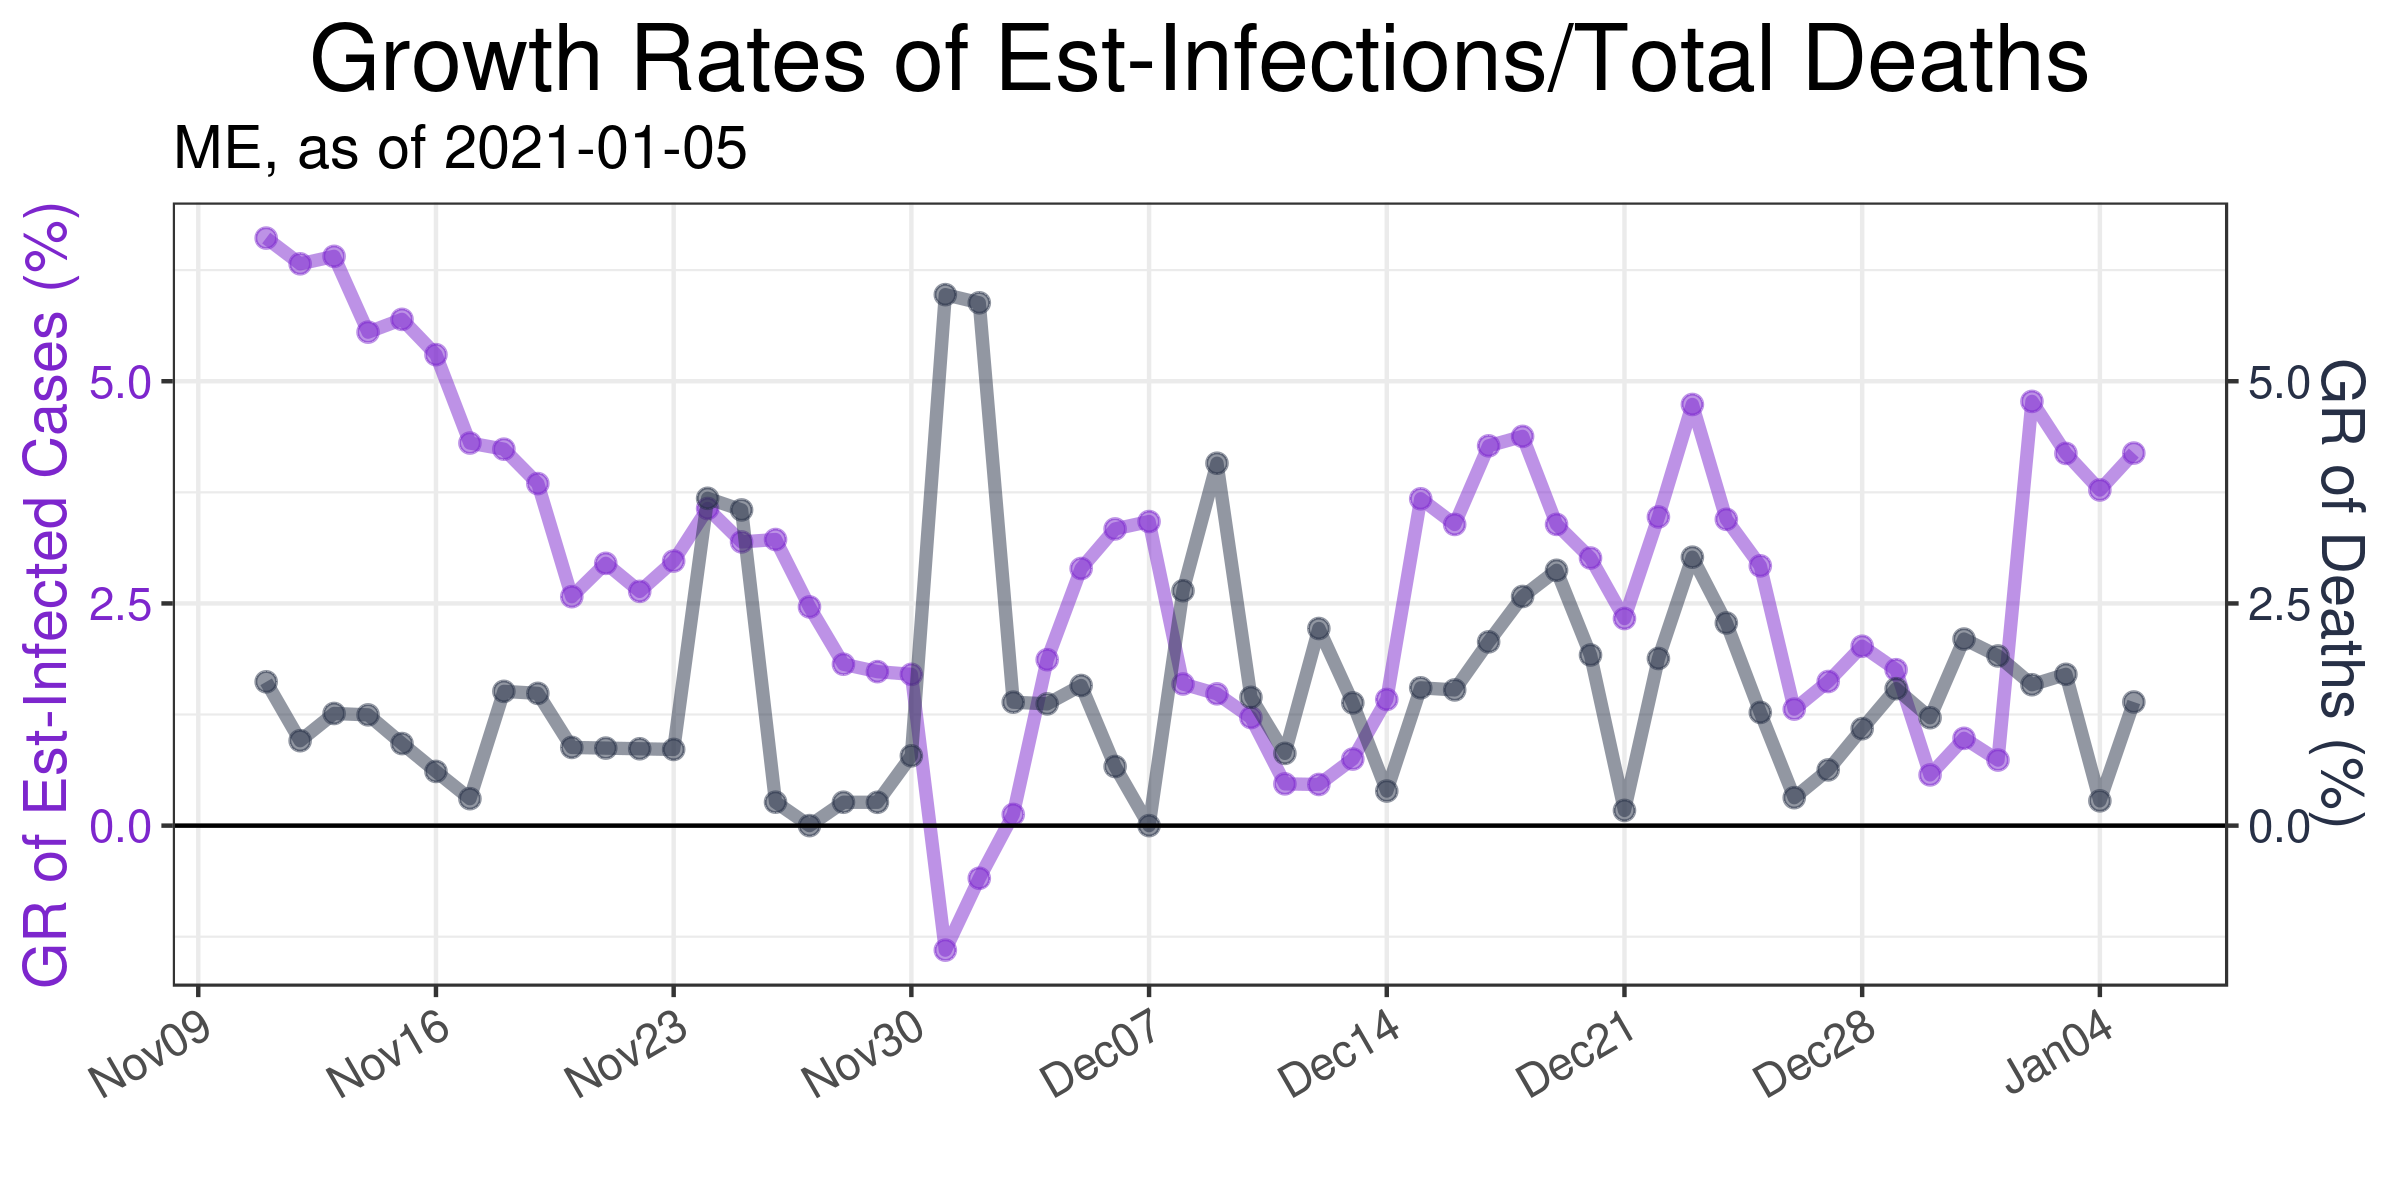 Growth Rates of Est-Infections/Total Deaths
ME, as of 2021-01-05
GR of Est-Infected Cases (%)
5.0
2.5
0.0
5.0
2.5
0.0
GR of Deaths (%)
Nov09
Nov16
Nov23
Nov30
Dec07
Dec14
Dec21
Dec28
Jan04